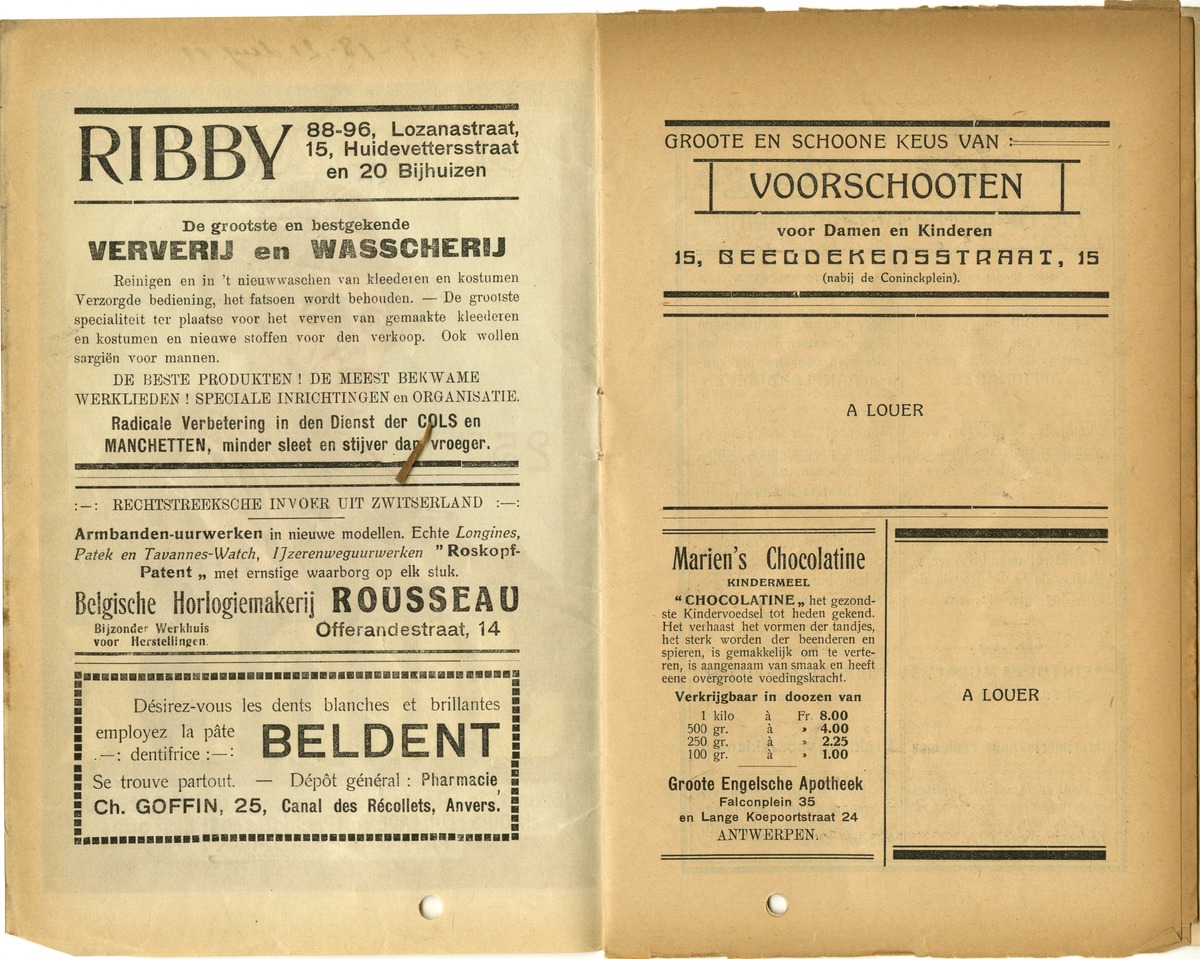 RIBBY
88-96, Lozanastraat,
15, Huidevettersstraat
en 20 Bijhuizen
De grootste en bestgekende
VERVERIJ en WASSCHERIJ
Reinigen en in 't nieuwwaschen van kleederen en kostumen
Verzorgde bediening, het fatsoen wordt behouden. — De grootste
specialiteit ter plaatse voor het verven van gemaakte kleederen
en kostumen en nieuwe stoffen voor den verkoop. Ook wollen
sargiën voor mannen.
DE BESTE PRODUKTEN ! DE MEEST BEKWAME
WERKLIEDEN ! SPECIALE INRICHTINGEN en ORGANISATIE.
Radicale Verbetering in den Dienst der COLS en
MANCHETTEN, minder sleet en stijver dan vroeger.
:—: RECHTSTREEKSCHE INVOER UIT ZWITSERLAND :—:
Armbanden-uurwerken in nieuwe modellen. Echte Longines,
Patek en Tavannes-Watch, IJzerenweguurwerken " Roskopf-
Patent „ met ernstige waarborg op elk stuk.
Belgische Horlogiemakerij ROUSSEAU
Bijzonder Werkhuis
voor Herstellingen.
Offerandestraat, 14
Désirez-vous les dents blanches et brillantes
employez la pâte
.—: dentifrice :—:
BELDENT
Se trouve partout. — Dépôt général : Pharmacie
Ch. GOFFIN, 25, Canal des Récollets, Anvers.
GROOTE EN SCHOONE KEUS VAN :
VOORSCHOOTEN
voor Damen en Kinderen
15, BEEGDEKENSSTRAAT, 15
(nabij de Coninckplein).
A LOUER
Marien's Chocolatine
KINDERMEEL
" CHOCOLATINE „ het gezond-
ste Kindervoedsel tot heden gekend.
Het verhaast het vormen der tandjes,
het sterk worden der beenderen en
spieren, is gemakkelijk om te verte-
ren, is aangenaam van smaak en heeft
eene overgroote voedingskracht.
Verkrijgbaar in doozen van
1 kilo à Fr. 8.00
500 gr. à » 4.00
250 gr. à » 2.25
100 gr. à » 1.00
Groote Engelsche Apotheek
Falconplein 35
en Lange Koepoortstraat 24
ANTWERPEN.
A LOUER